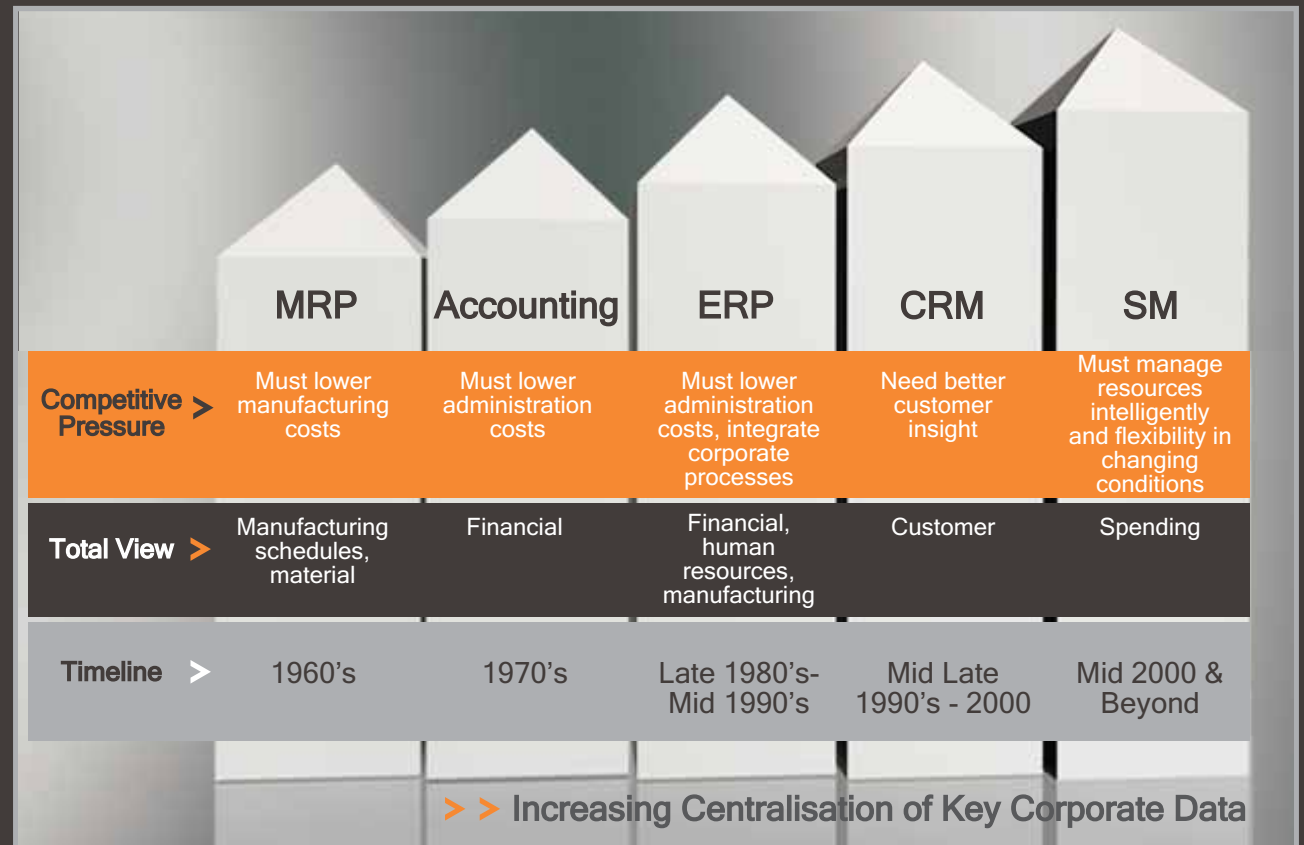 MRP
Accounting
ERP
CRM
SM
Competitive
Pressure >
Must lower
manufacturing
costs
Must lower
administration
costs
Must lower
administration
costs, integrate
corporate
processes
Need better
customer
insight
Must manage
resources
intelligently
and flexibility in
changing
conditions
Total View >
Manufacturing
schedules,
material
Financial
Financial,
human
resources,
manufacturing
Customer
Spending
Timeline >
1960’s
1970’s
Late 1980’s-
Mid 1990’s
Mid Late
1990’s - 2000
Mid 2000 &
Beyond
> > Increasing Centralisation of Key Corporate Data